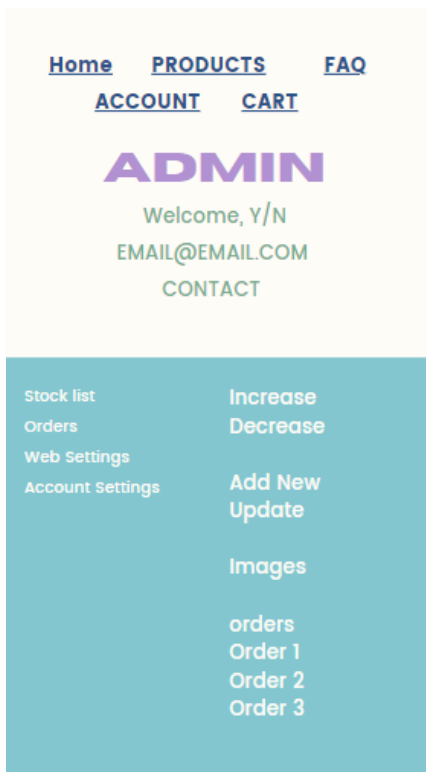 Home PRODUCTS FAQ
ACCOUNT CART
ADMIN
Welcome, Y/N
EMAIL@EMAIL.COM
CONTACT
Stock list
Orders
Web Settings
Account Settings
Increase
Decrease
Add New
Update
Images
orders
Order 1
Order 2
Order 3